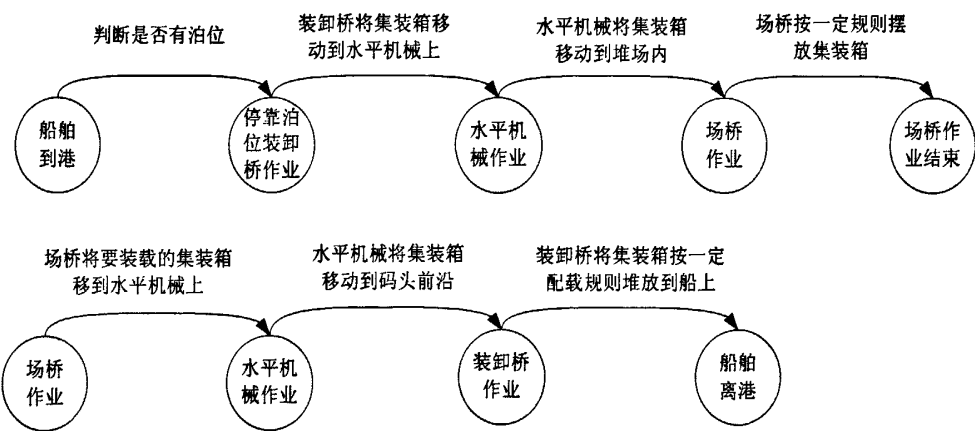 判断是否有泊位
装卸桥将集装箱移
动到水平机械上
水平机械将集装箱
移动到堆场内
场桥按一定规则摆
放集装箱
船舶
到港
停靠泊
位装卸
桥作业
水平机
械作业
场桥
作业
场桥作
业结束
场桥将要装载的集装箱
移到水平机械上
水平机械将集装箱
移动到码头前沿
装卸桥将集装箱按一定
配载规则堆放到船上
场桥
作业
水平机
械作业
装卸桥
作业
船舶
离港